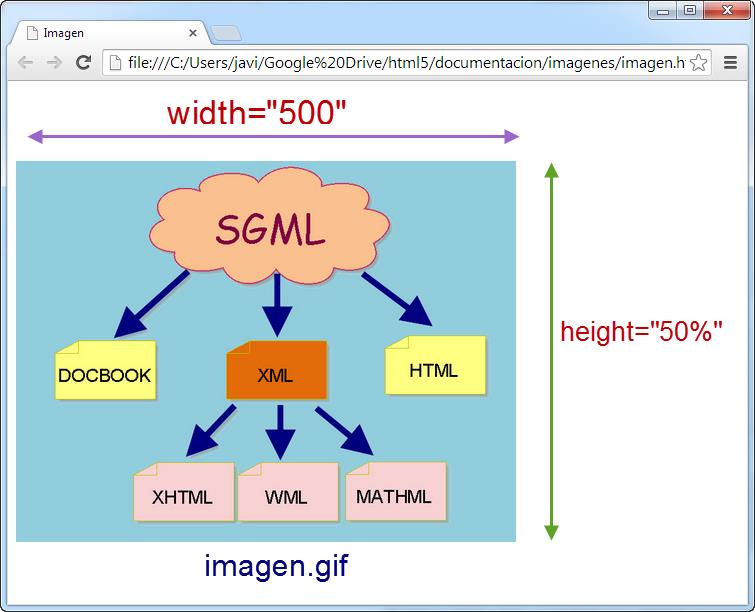 Imagen
file:///C:/Users/javi/Google%20Drive/html5/documentacion/imagenes/imagen.h
width="500"
SGML
height="50%"
DOCBOOK
XML
HTML
XHTML
WML
MATHML
imagen.gif